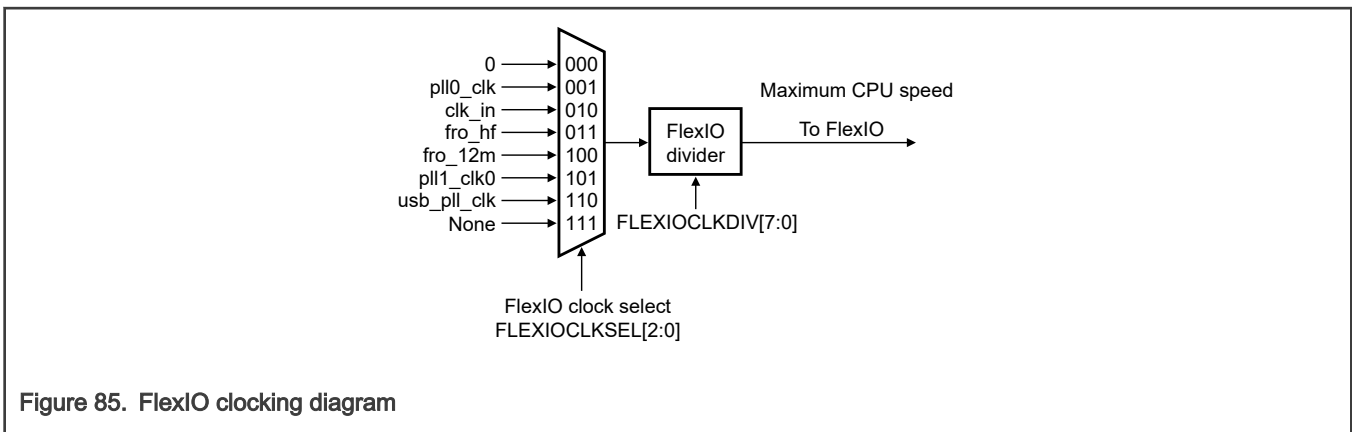 0 000
pll0_clk 001
clk_in 010
fro_hf 011
fro_12m 100
pll1_clk0 101
usb_pll_clk 110
None 111
FlexIO
divider
Maximum CPU speed
To FlexIO
FLEXIOCLKDIV[7:0]
FlexIO clock select
FLEXIOCLKSEL[2:0]
Figure 85. FlexIO clocking diagram